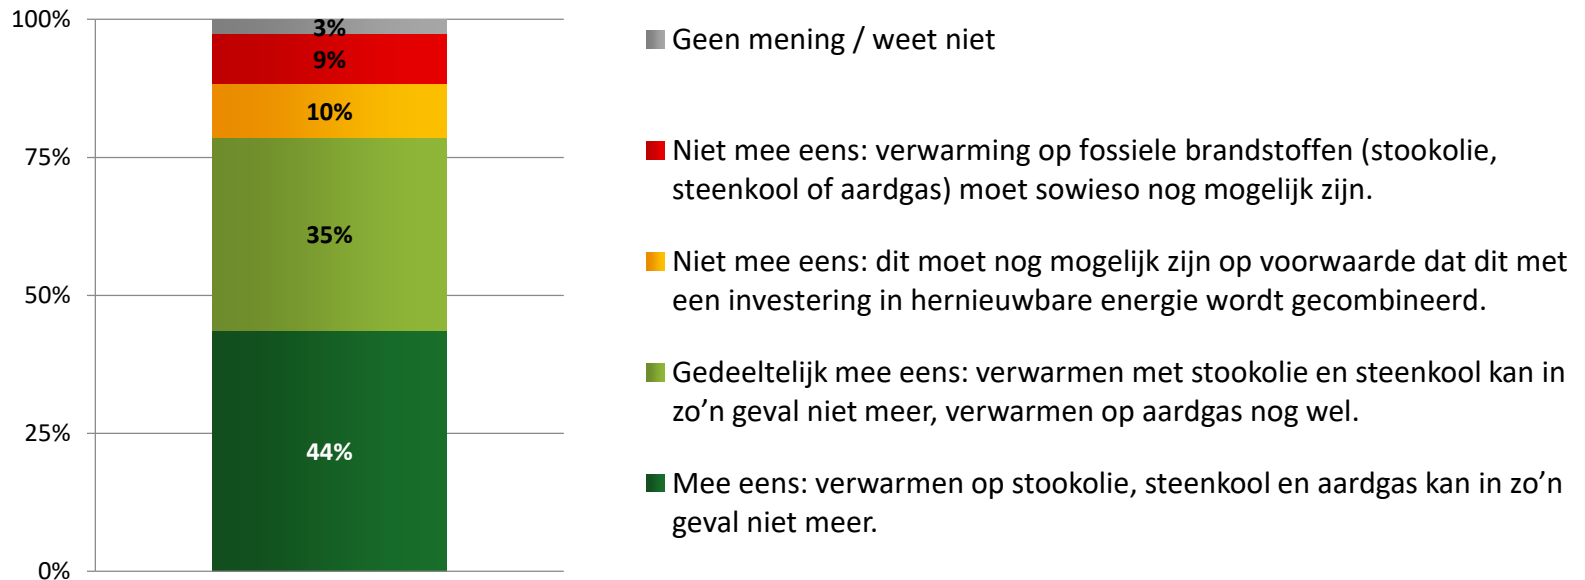 100%
75%
50%
25%
0%
3%
9%
10%
35%
44%
Geen mening / weet niet
Niet mee eens: verwarming op fossiele brandstoffen (stookolie,
steenkool of aardgas) moet sowieso nog mogelijk zijn.
Niet mee eens: dit moet nog mogelijk zijn op voorwaarde dat dit met
een investering in hernieuwbare energie wordt gecombineerd.
Gedeeltelijk mee eens: verwarmen met stookolie en steenkool kan in
zo’n geval niet meer, verwarmen op aardgas nog wel.
Mee eens: verwarmen op stookolie, steenkool en aardgas kan in zo’n
geval niet meer.